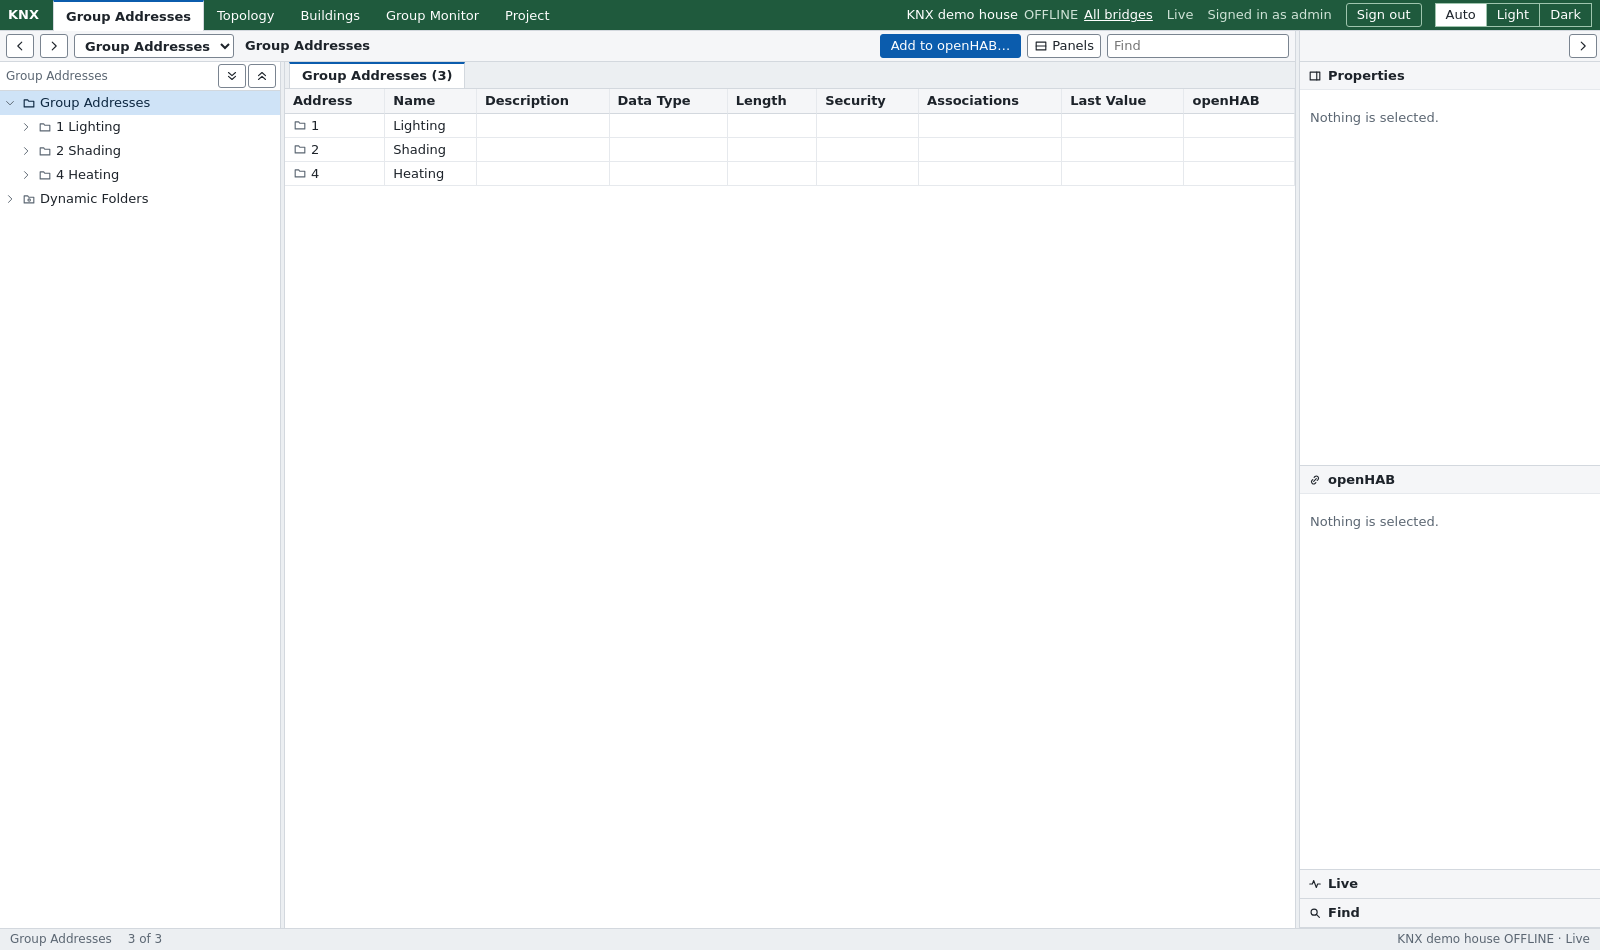 KNX Group Addresses Topology Buildings Group Monitor Project KNX demo house OFFLINE All bridges Live Signed in as admin Sign out Auto Light Dark
Group Addresses Group Addresses Add to openHAB... Panels Find
Group Addresses
Group Addresses
1 Lighting
2 Shading
4 Heating
Dynamic Folders
Group Addresses (3)
Address Name Description Data Type Length Security Associations Last Value openHAB
1 Lighting
2 Shading
4 Heating
Properties
Nothing is selected.
openHAB
Nothing is selected.
Live
Find
Group Addresses 3 of 3 KNX demo house OFFLINE · Live